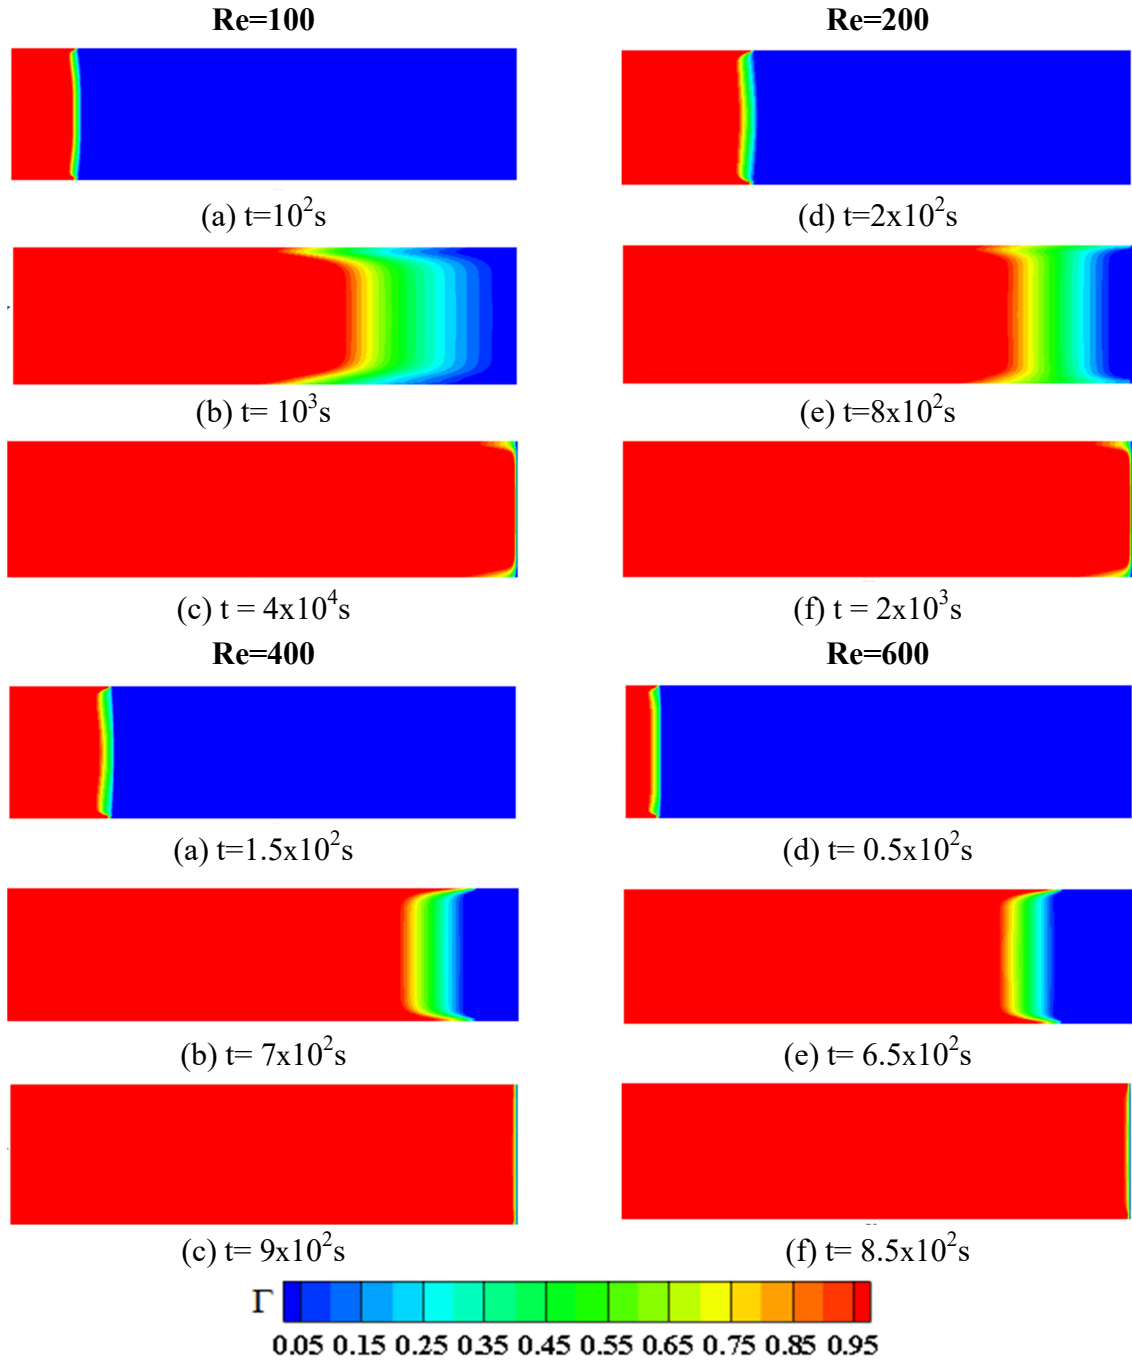 Re=100 Re=200
(a) t=10²s (d) t=2x10²s
(b) t= 10³s (e) t=8x10²s
(c) t = 4x10⁴s (f) t = 2x10³s
Re=400 Re=600
(a) t=1.5x10²s (d) t= 0.5x10²s
(b) t= 7x10²s (e) t= 6.5x10²s
(c) t= 9x10²s (f) t= 8.5x10²s
Γ
0.05 0.15 0.25 0.35 0.45 0.55 0.65 0.75 0.85 0.95